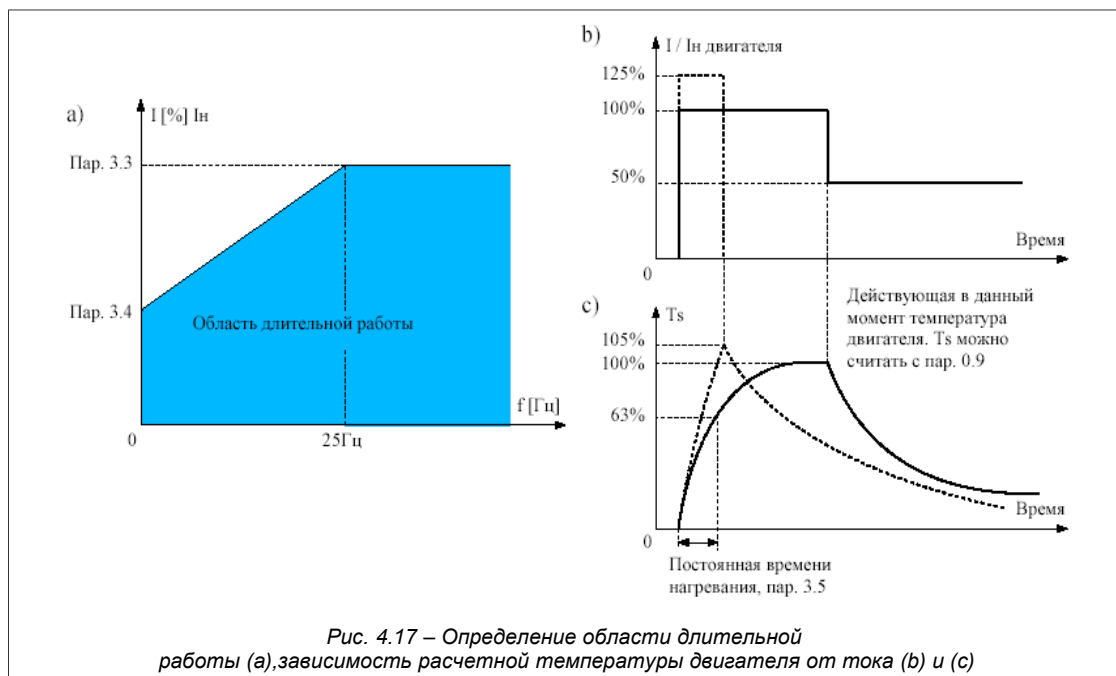 a)
I [%] Iн
Пар. 3.3
Пар. 3.4
Область длительной работы
f [Гц]
0
25Гц
b)
I / Iн двигателя
125%
100%
50%
Время
0
c)
Ts
Действующая в данный
момент температура
двигателя. Ts можно
считать с пар. 0.9
105%
100%
63%
Время
0
Постоянная времени
нагревания, пар. 3.5
Рис. 4.17 – Определение области длительной
работы (a),зависимость расчетной температуры двигателя от тока (b) и (c)